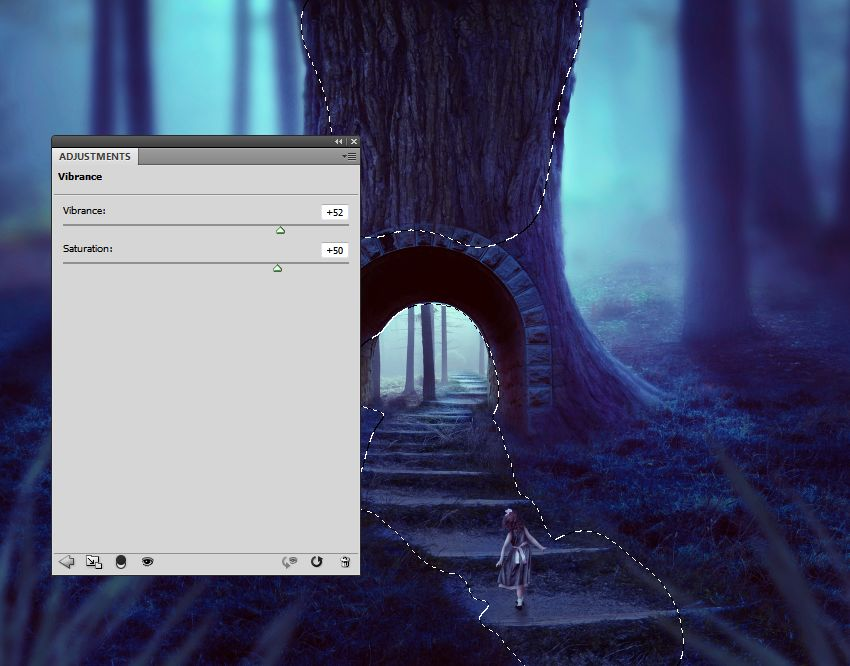 ADJUSTMENTS
Vibrance
Vibrance: +52
Saturation: +50